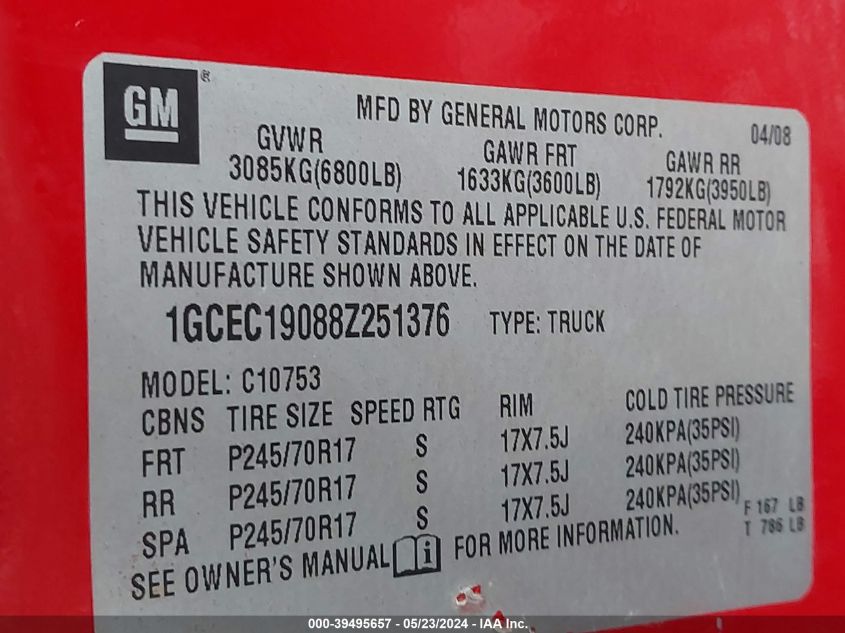 GM ®
MFD BY GENERAL MOTORS CORP. 04/08
GVWR GAWR FRT GAWR RR
3085KG(6800LB) 1633KG(3600LB) 1792KG(3950LB)
THIS VEHICLE CONFORMS TO ALL APPLICABLE U.S. FEDERAL MOTOR
VEHICLE SAFETY STANDARDS IN EFFECT ON THE DATE OF
MANUFACTURE SHOWN ABOVE.
1GCEC19088Z251376 TYPE: TRUCK
MODEL: C10753
CBNS TIRE SIZE SPEED RTG RIM COLD TIRE PRESSURE
FRT P245/70R17 S 17X7.5J 240KPA(35PSI)
RR P245/70R17 S 17X7.5J 240KPA(35PSI)
SPA P245/70R17 S 17X7.5J 240KPA(35PSI)
F 167 LB
T 786 LB
SEE OWNER'S MANUAL i FOR MORE INFORMATION.
000-39495657 - 05/23/2024 - IAA Inc.